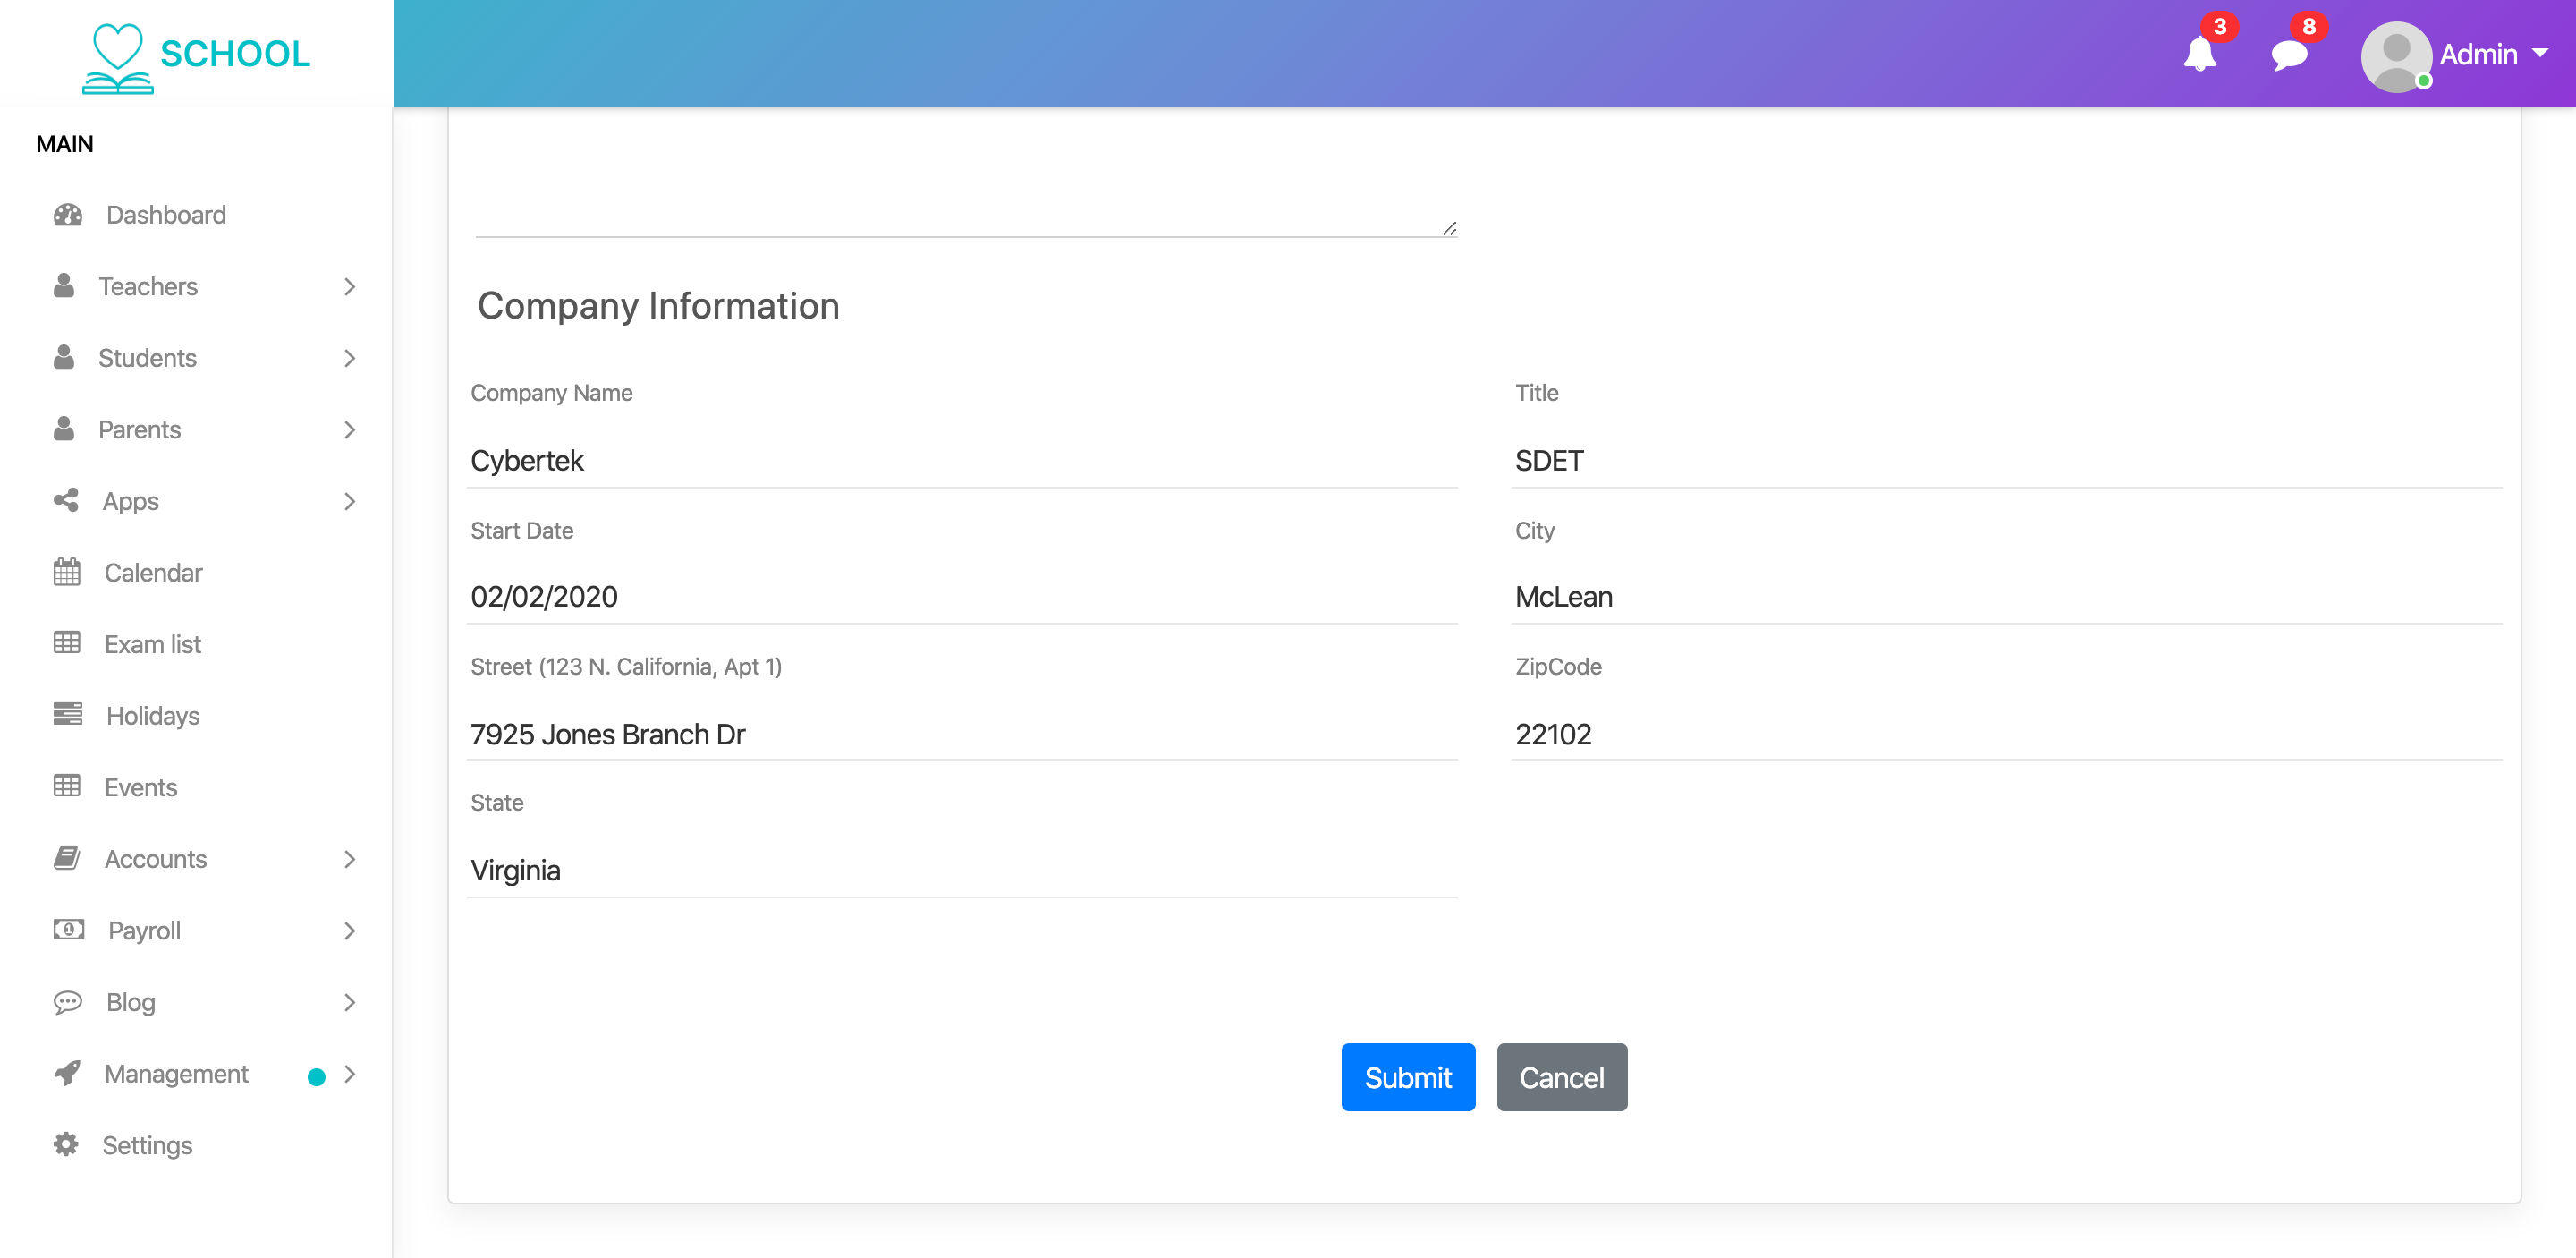 SCHOOL
3
8
Admin
MAIN
Dashboard
Teachers
Students
Parents
Apps
Calendar
Exam list
Holidays
Events
Accounts
Payroll
Blog
Management
Settings
Company Information
Company Name
Title
Cybertek
SDET
Start Date
City
02/02/2020
McLean
Street (123 N. California, Apt 1)
ZipCode
7925 Jones Branch Dr
22102
State
Virginia
Submit
Cancel